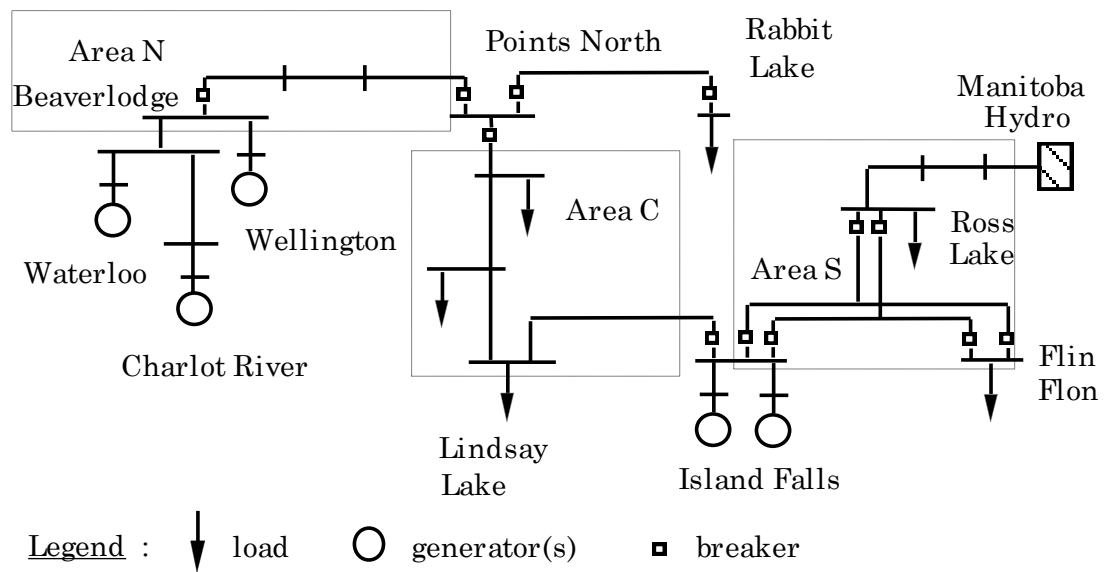 Area N
Beaverlodge
Points North
Rabbit
Lake
Manitoba
Hydro
Area C
Ross
Lake
Area S
Wellington
Waterloo
Charlot River
Flin
Flon
Lindsay
Lake
Island Falls
Legend : load generator(s) breaker